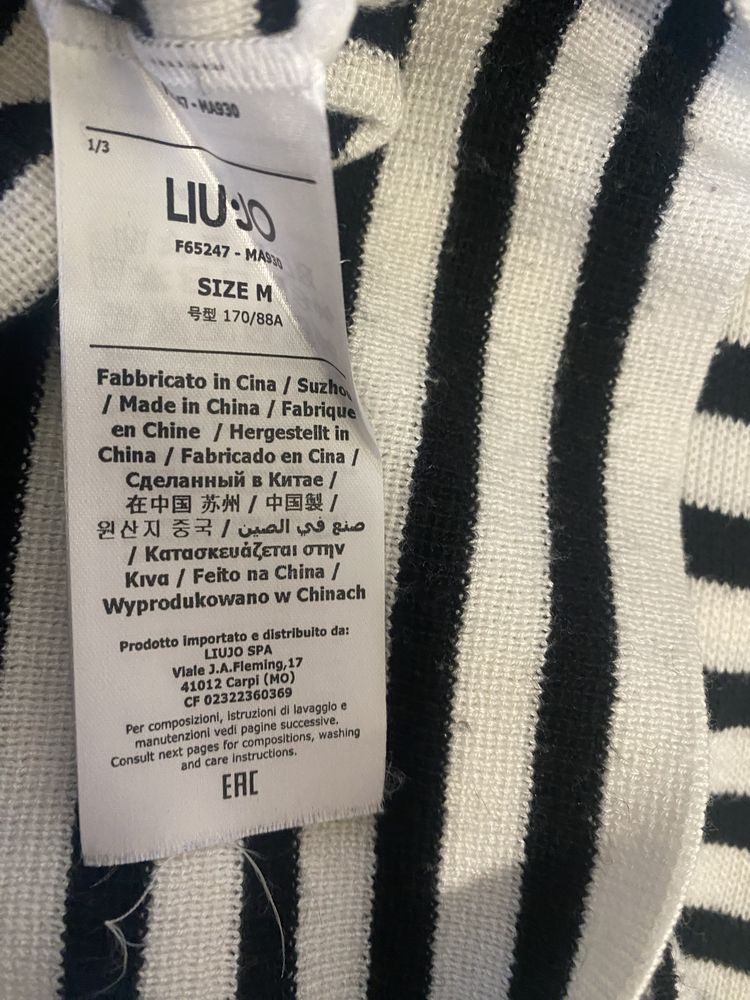 47 - MA930
1/3
LIU·JO
F65247 - MA930
SIZE M
号型 170/88A
Fabbricato in Cina / Suzhou
/ Made in China / Fabrique
en Chine / Hergestellt in
China / Fabricado en Cina /
Сделанный в Китае /
在中国 苏州 / 中国製 /
원산지 중국 / صنع في الصين
/ Κατασκευάζεται στην
Κινα / Feito na China /
Wyprodukowano w Chinach
Prodotto importato e distribuito da:
LIUJO SPA
Viale J.A.Fleming,17
41012 Carpi (MO)
CF 02322360369
Per composizioni, istruzioni di lavaggio e
manutenzioni vedi pagine successive.
Consult next pages for compositions, washing
and care instructions.
EAC